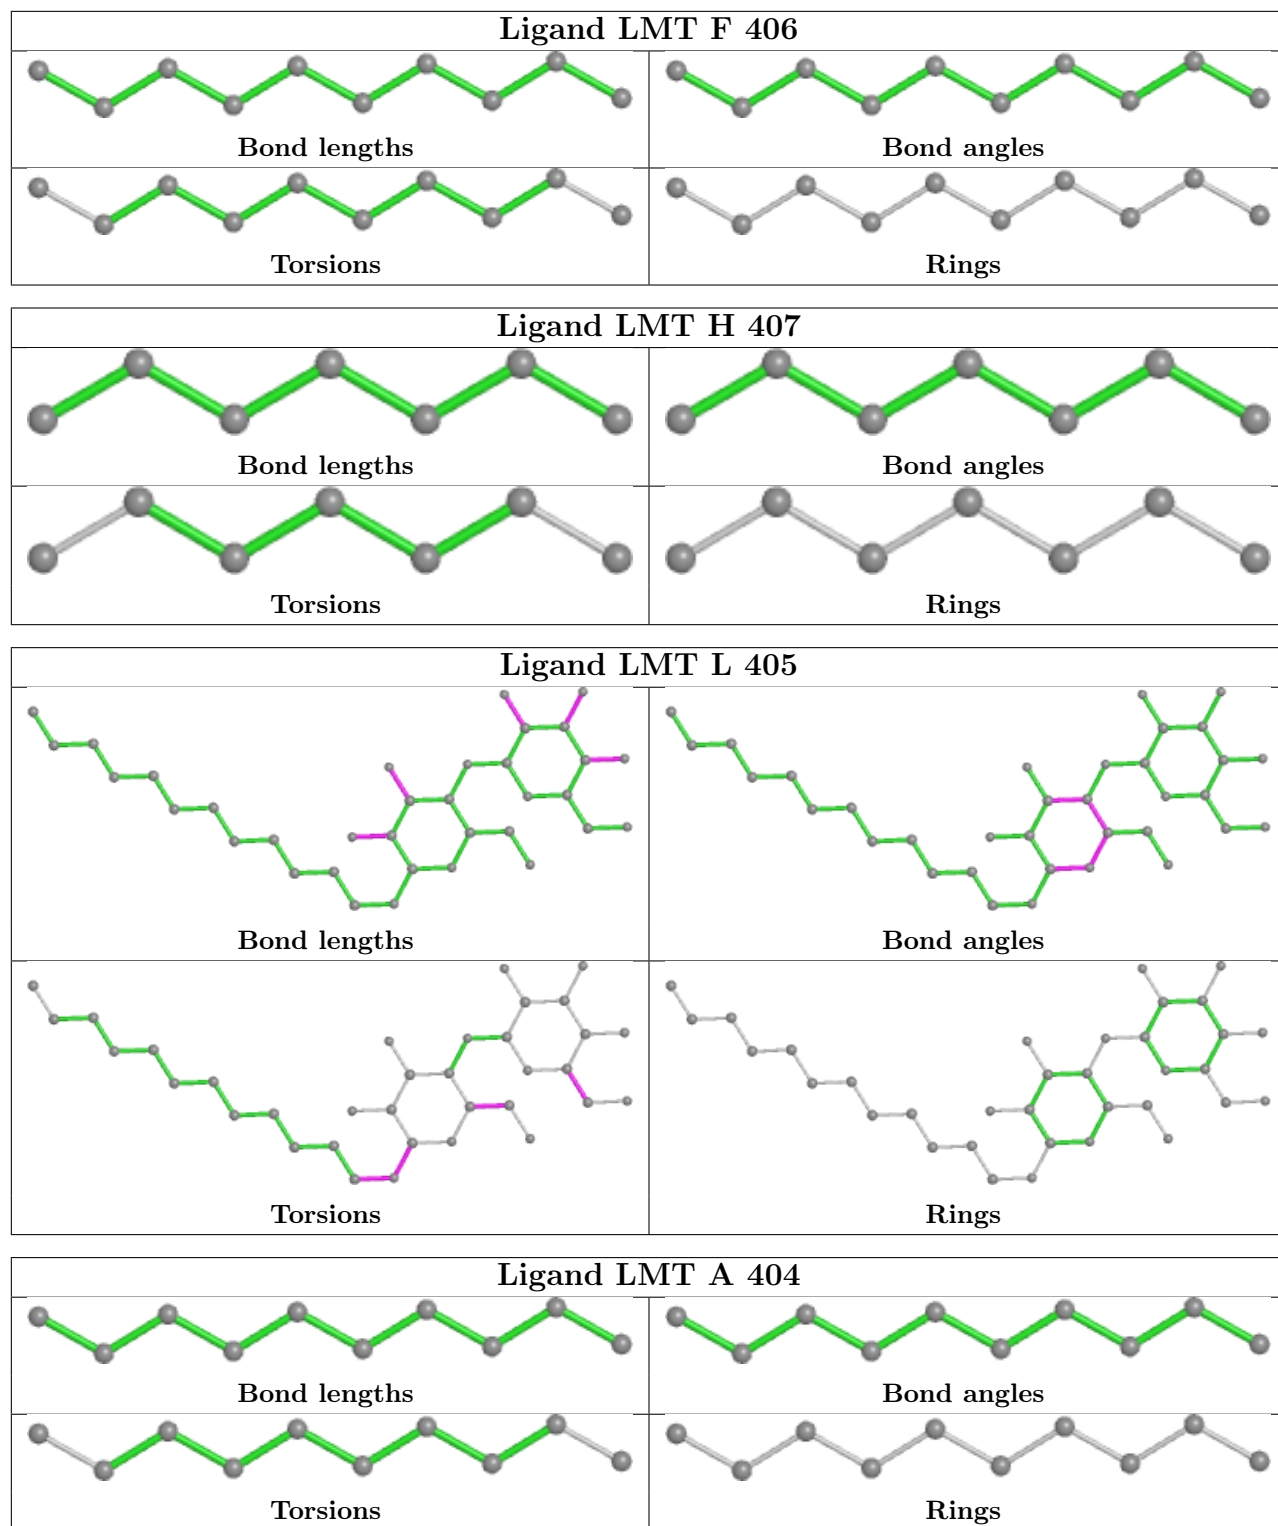 Ligand LMT F 406
Bond lengths
Bond angles
Torsions
Rings
Ligand LMT H 407
Bond lengths
Bond angles
Torsions
Rings
Ligand LMT L 405
Bond lengths
Bond angles
Torsions
Rings
Ligand LMT A 404
Bond lengths
Bond angles
Torsions
Rings